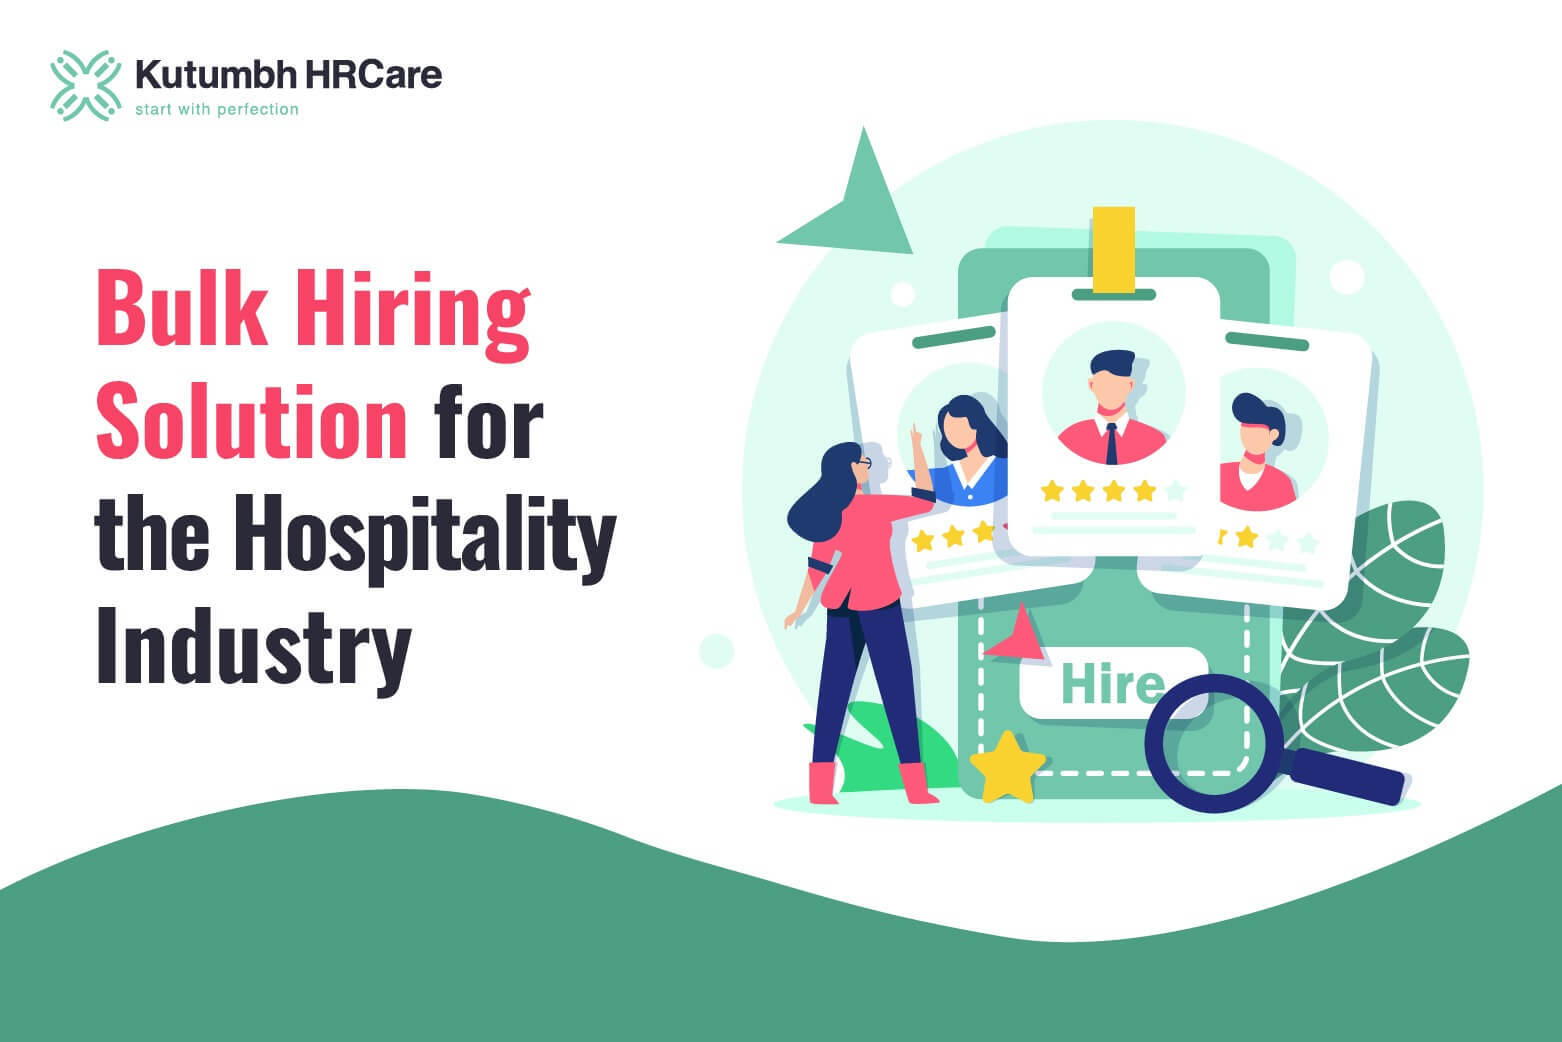 Kutumbh HRCare
start with perfection
Bulk Hiring
Solution for
the Hospitality
Industry
Hire